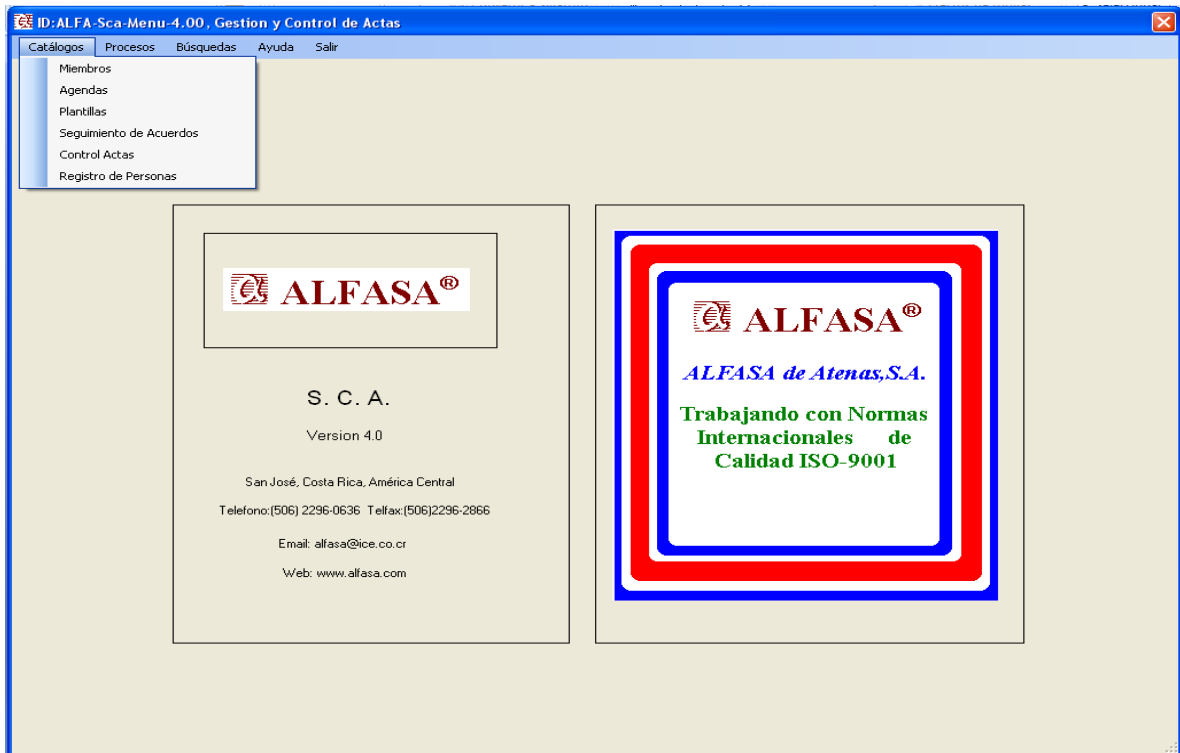 ID:ALFA-Sca-Menu-4.00, Gestion y Control de Actas
Catálogos Procesos Búsquedas Ayuda Salir
Miembros
Agendas
Plantillas
Seguimiento de Acuerdos
Control Actas
Registro de Personas
ALFASA®
S. C. A.
Version 4.0
San José, Costa Rica, América Central
Telefono:(506) 2296-0636 Telfax:(506)2296-2866
Email: alfasa@ice.co.cr
Web: www.alfasa.com
ALFASA®
ALFASA de Atenas,S.A.
Trabajando con Normas
Internacionales de
Calidad ISO-9001